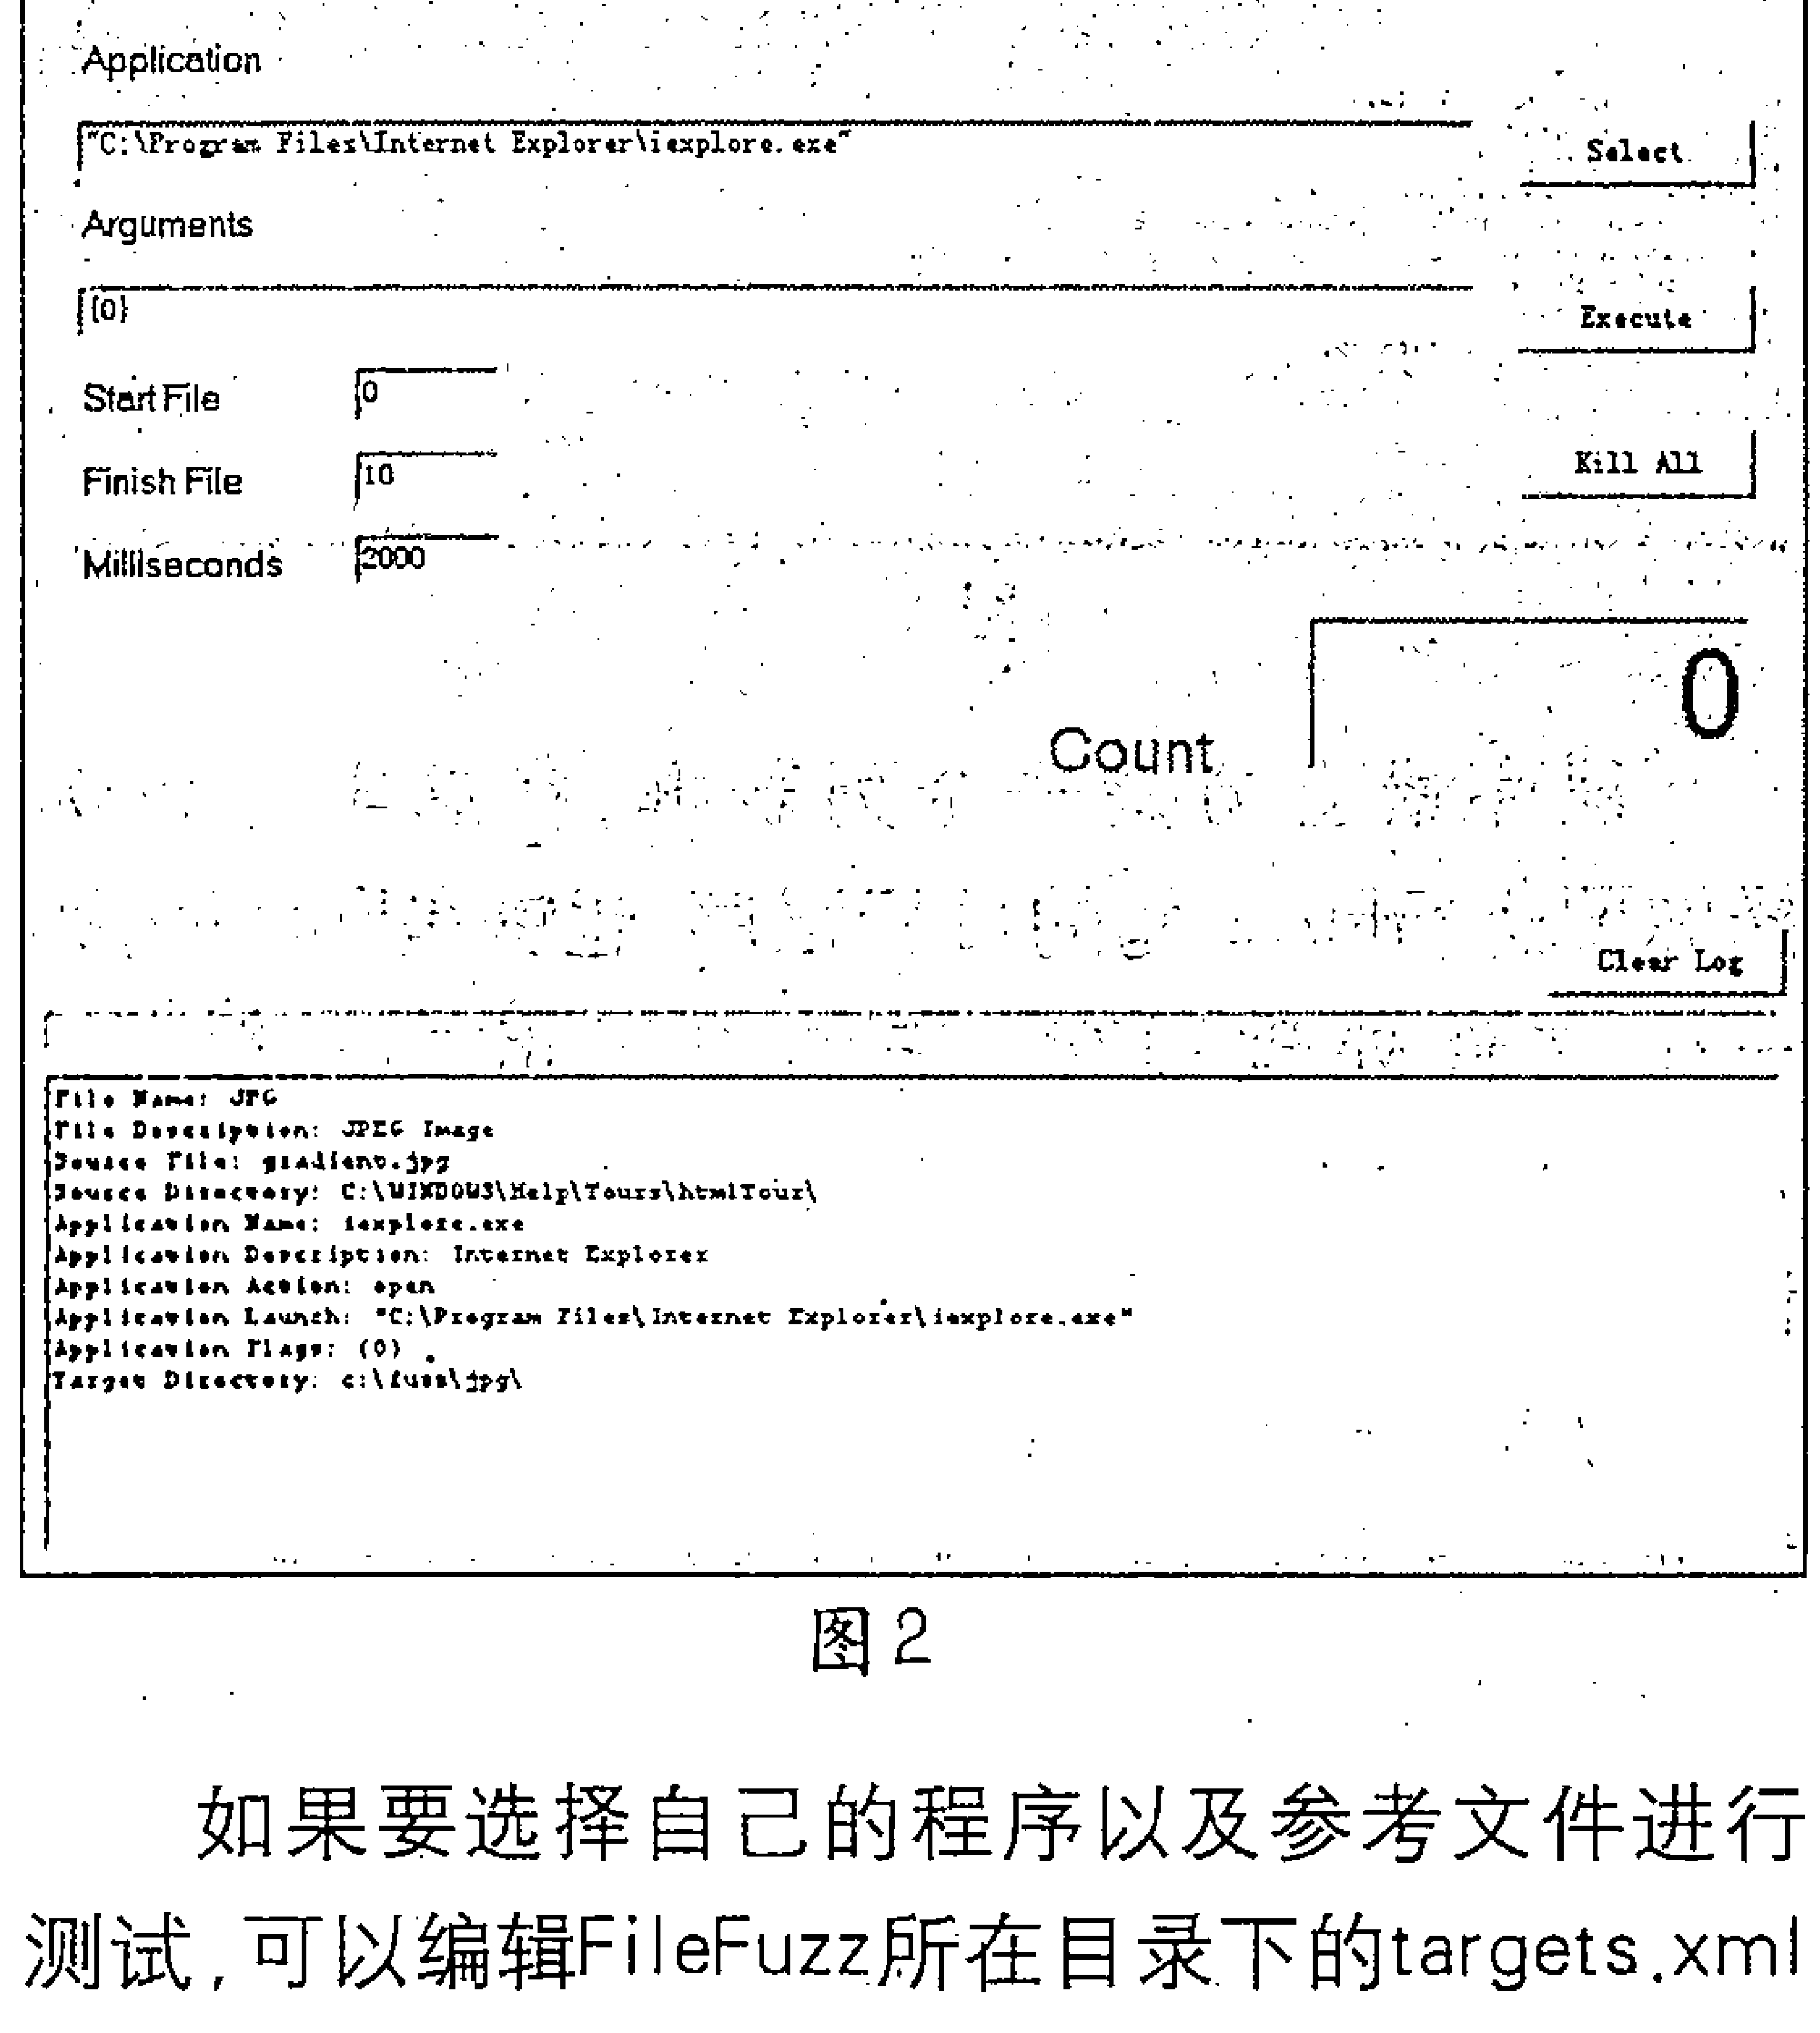 Application
"C:\Program Files\Internet Explorer\iexplore.exe"
Select
Arguments
{0}
Execute
Start File
0
Finish File
10
Kill All
Milliseconds
2000
Count
0
Clear Log
File Name: JPG
File Description: JPEG Image
Source File: gradient.jpg
Source Directory: C:\WINDOWS\Help\Tours\htmlTour\
Application Name: iexplore.exe
Application Description: Internet Explorer
Application Action: open
Application Launch: "C:\Program Files\Internet Explorer\iexplore.exe"
Application Flags: {0}
Target Directory: c:\fuzz\jpg\
图2
如果要选择自己的程序以及参考文件进行
测试,可以编辑FileFuzz所在目录下的targets.xml